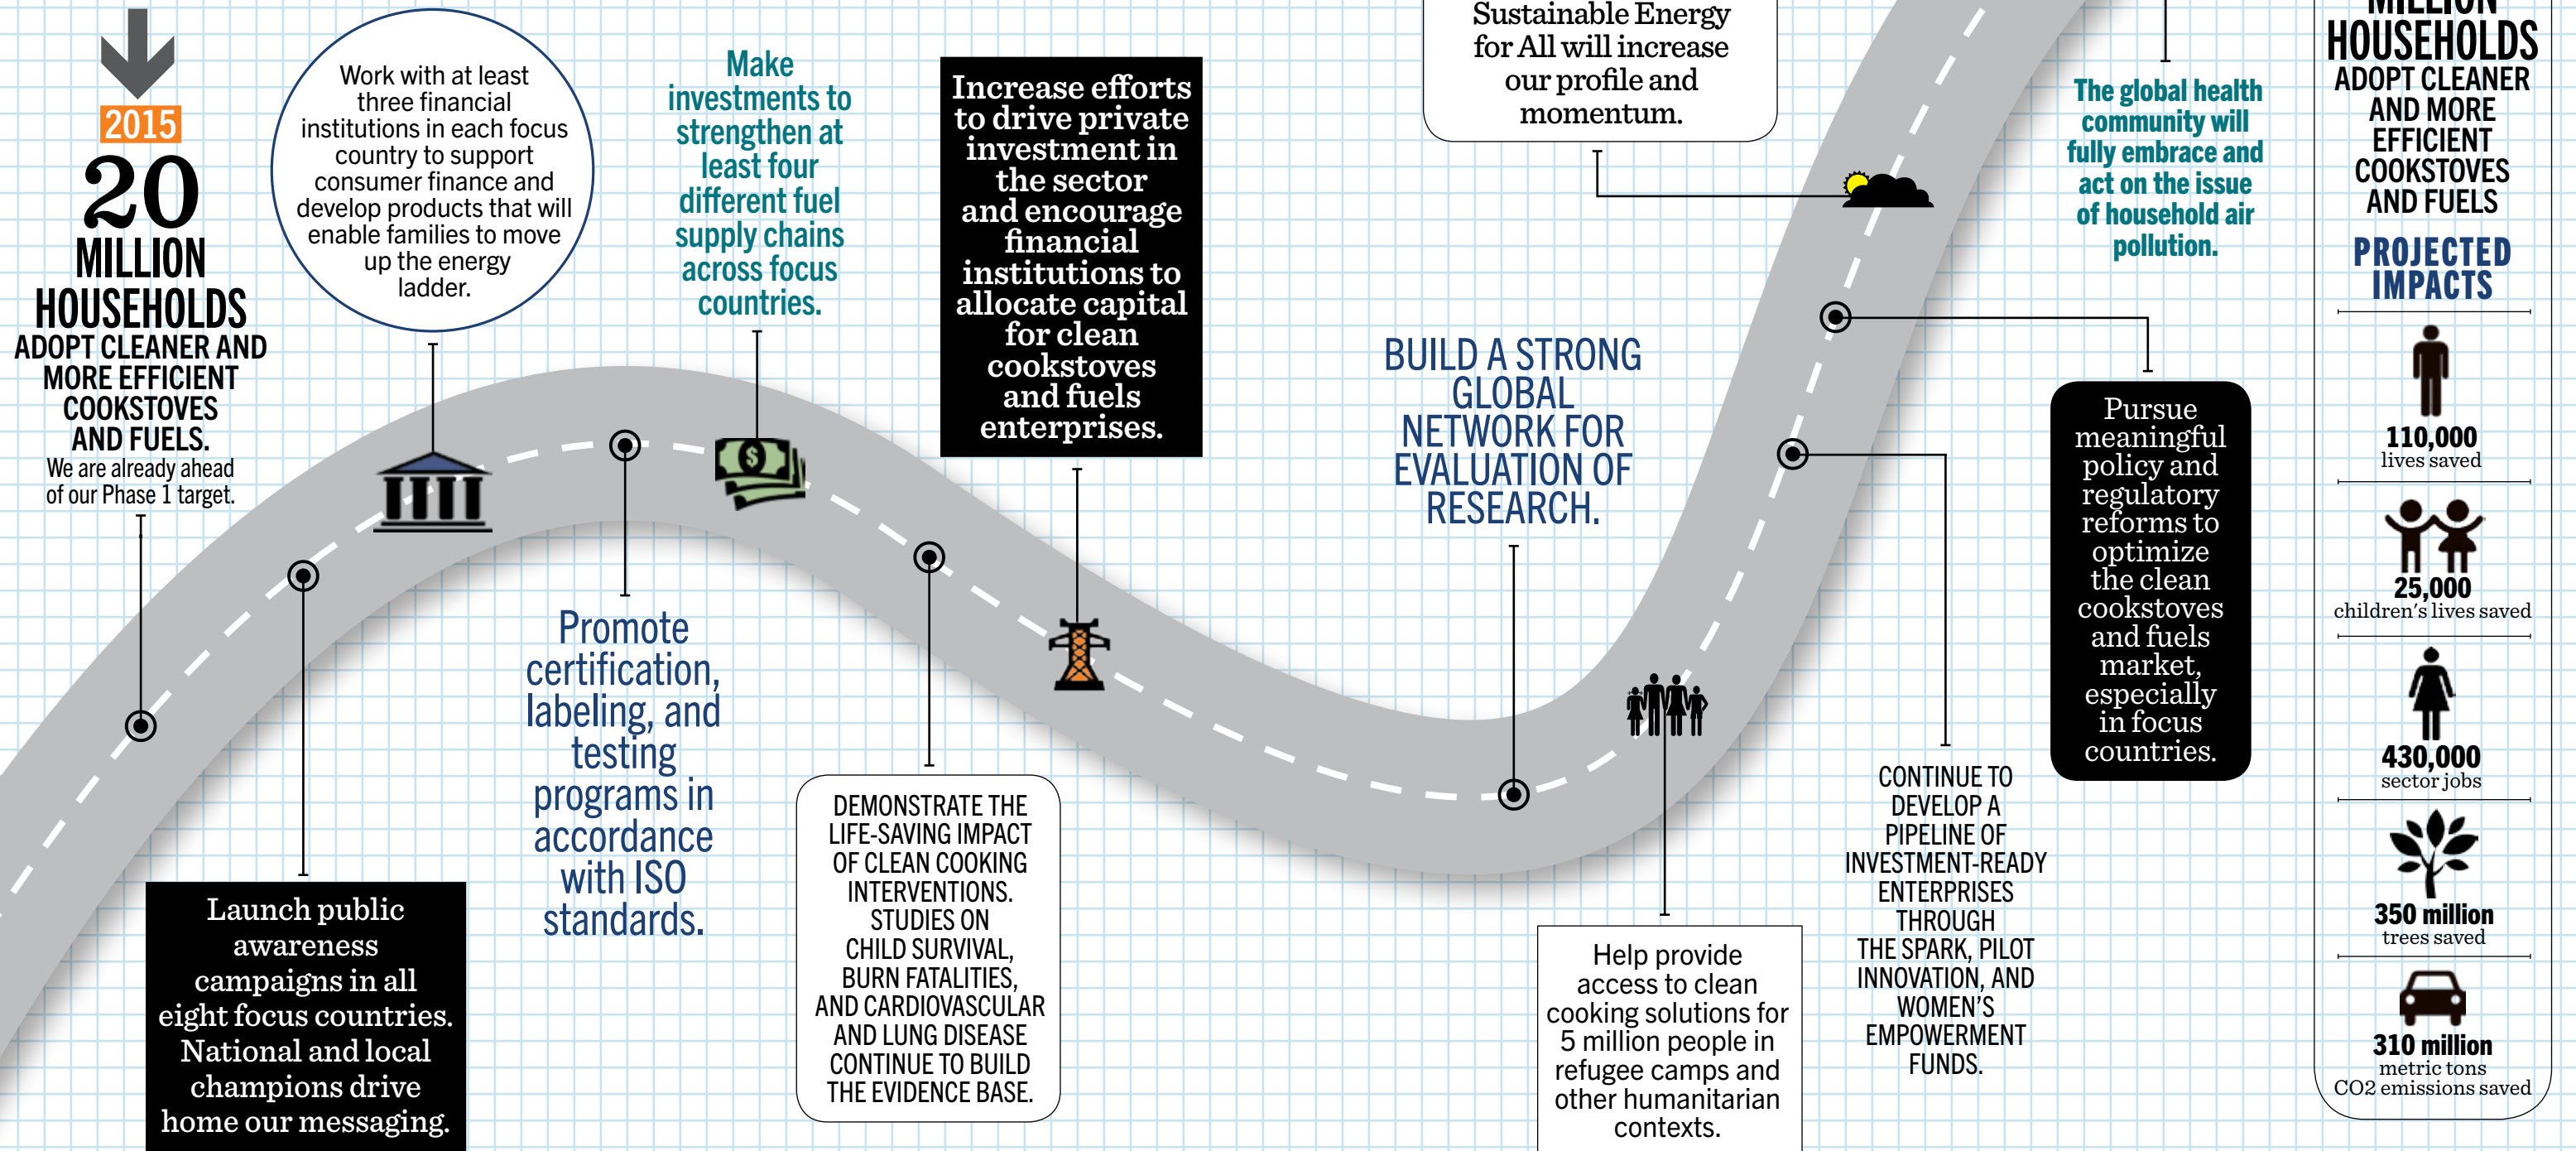 2015
20
MILLION
HOUSEHOLDS
ADOPT CLEANER AND
MORE EFFICIENT
COOKSTOVES
AND FUELS.
We are already ahead
of our Phase 1 target.
Launch public
awareness
campaigns in all
eight focus countries.
National and local
champions drive
home our messaging.
Work with at least
three financial
institutions in each focus
country to support
consumer finance and
develop products that will
enable families to move
up the energy
ladder.
Promote
certification,
labeling, and
testing
programs in
accordance
with ISO
standards.
Make
investments to
strengthen at
least four
different fuel
supply chains
across focus
countries.
$
DEMONSTRATE THE
LIFE-SAVING IMPACT
OF CLEAN COOKING
INTERVENTIONS.
STUDIES ON
CHILD SURVIVAL,
BURN FATALITIES,
AND CARDIOVASCULAR
AND LUNG DISEASE
CONTINUE TO BUILD
THE EVIDENCE BASE.
Increase efforts
to drive private
investment in
the sector
and encourage
financial
institutions to
allocate capital
for clean
cookstoves
and fuels
enterprises.
BUILD A STRONG
GLOBAL
NETWORK FOR
EVALUATION OF
RESEARCH.
Help provide
access to clean
cooking solutions for
5 million people in
refugee camps and
other humanitarian
contexts.
CONTINUE TO
DEVELOP A
PIPELINE OF
INVESTMENT-READY
ENTERPRISES
THROUGH
THE SPARK, PILOT
INNOVATION, AND
WOMEN'S
EMPOWERMENT
FUNDS.
Pursue
meaningful
policy and
regulatory
reforms to
optimize
the clean
cookstoves
and fuels
market,
especially
in focus
countries.
Sustainable Energy
for All will increase
our profile and
momentum.
The global health
community will
fully embrace and
act on the issue
of household air
pollution.
MILLION
HOUSEHOLDS
ADOPT CLEANER
AND MORE
EFFICIENT
COOKSTOVES
AND FUELS
PROJECTED
IMPACTS
110,000
lives saved
25,000
children's lives saved
430,000
sector jobs
350 million
trees saved
310 million
metric tons
CO2 emissions saved